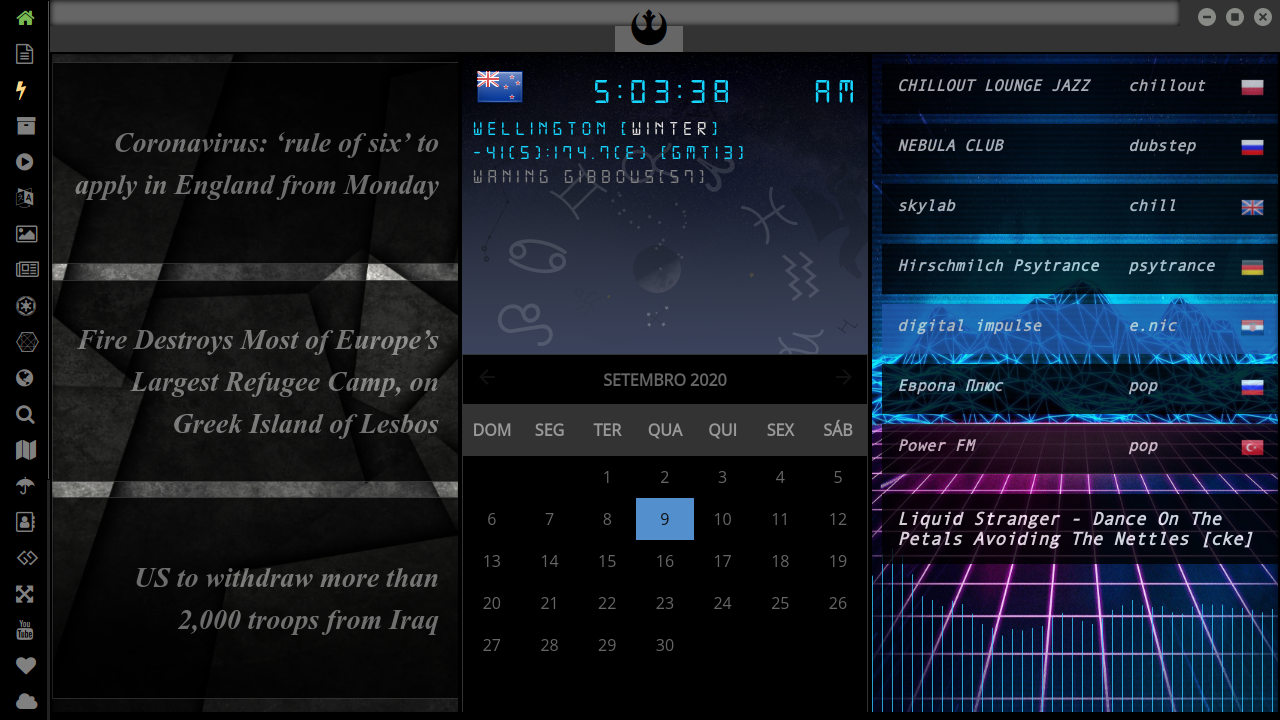 Coronavirus: ‘rule of six’ to
apply in England from Monday
Fire Destroys Most of Europe’s
Largest Refugee Camp, on
Greek Island of Lesbos
US to withdraw more than
2,000 troops from Iraq
5:03:38 AM
WELLINGTON [WINTER]
-41(S):174.7(E) [GMT13]
WANING GIBBOUS[57]
SETEMBRO 2020
DOM SEG TER QUA QUI SEX SÁB
1 2 3 4 5
6 7 8 9 10 11 12
13 14 15 16 17 18 19
20 21 22 23 24 25 26
27 28 29 30
CHILLOUT LOUNGE JAZZ chillout
NEBULA CLUB dubstep
skylab chill
Hirschmilch Psytrance psytrance
digital impulse e.nic
Европа Плюс pop
Power FM pop
Liquid Stranger - Dance On The
Petals Avoiding The Nettles [cke]
You
Tube